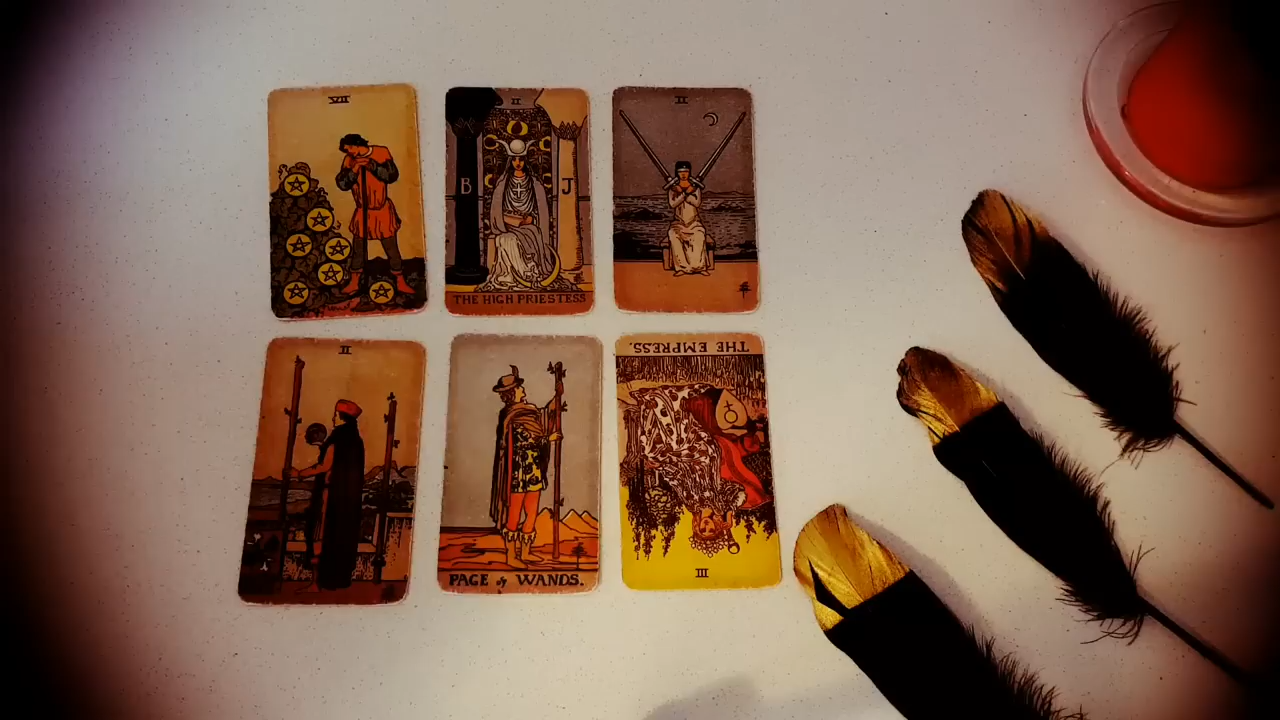 VII
II
B
J
THE HIGH PRIESTESS
II
II
PAGE of WANDS.
THE EMPRESS.
III